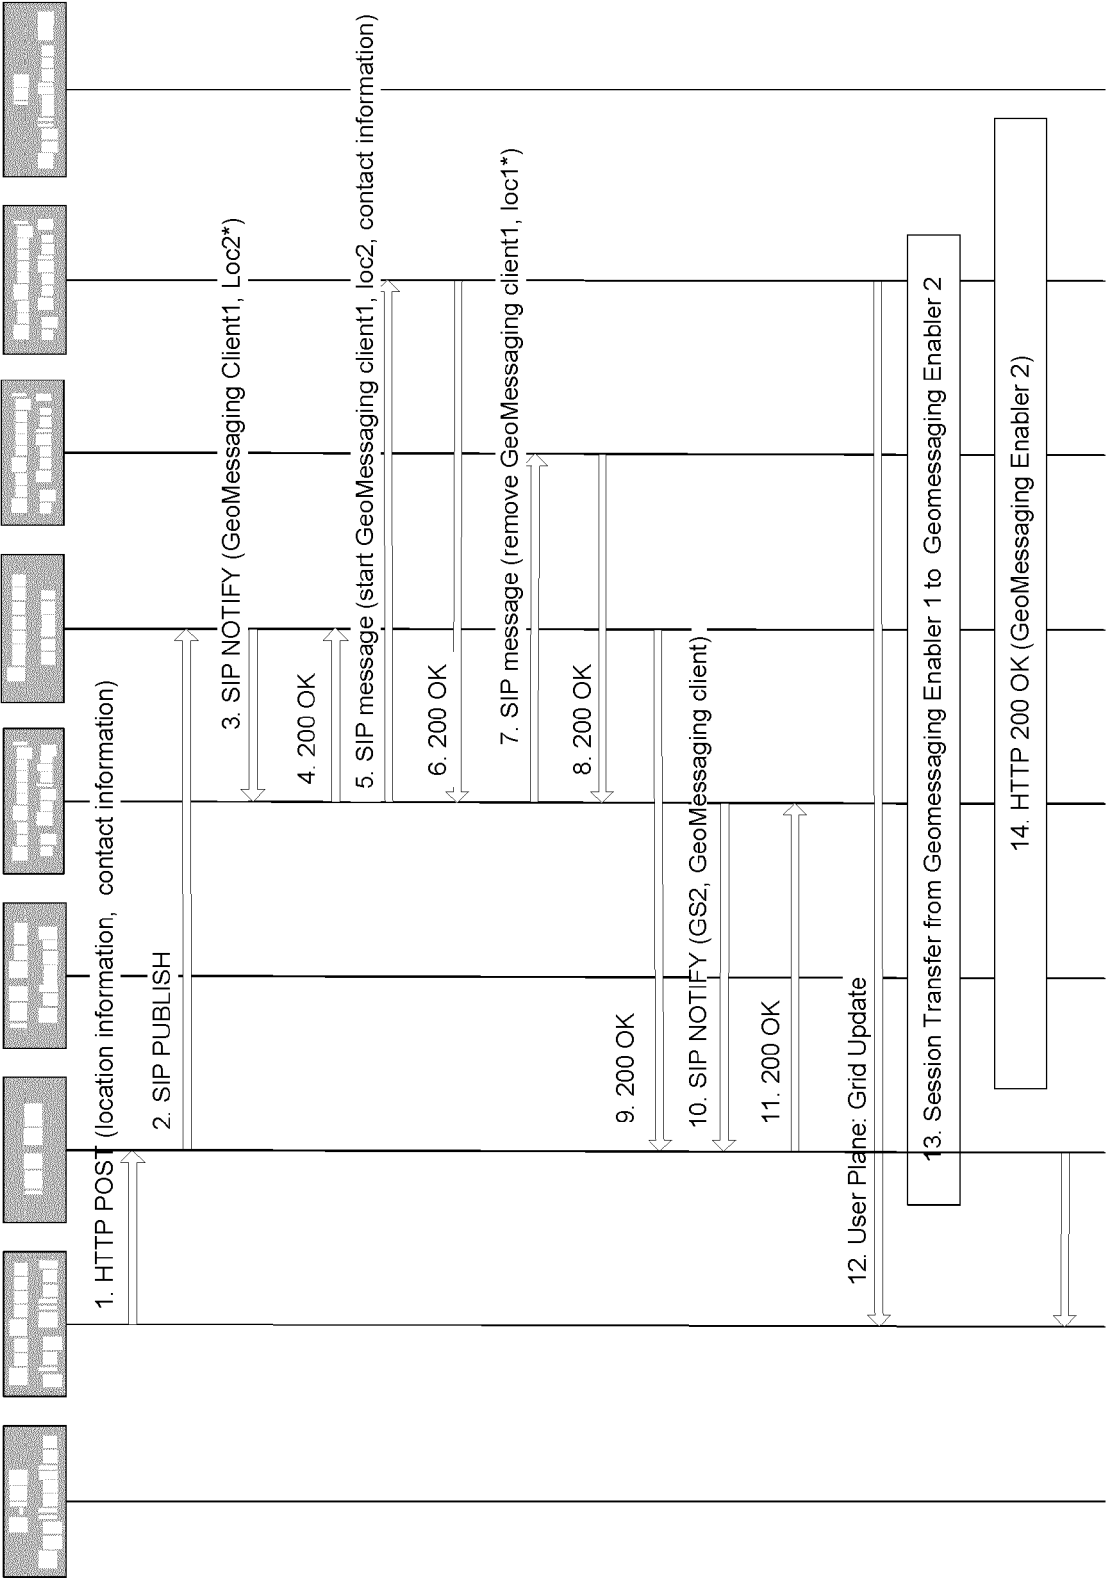 1. HTTP POST (location information, contact information)
2. SIP PUBLISH
3. SIP NOTIFY (GeoMessaging Client1, Loc2*)
4. 200 OK
5. SIP message (start GeoMessaging client1, loc2, contact information)
6. 200 OK
7. SIP message (remove GeoMessaging client1, loc1*)
8. 200 OK
9. 200 OK
10. SIP NOTIFY (GS2, GeoMessaging client)
11. 200 OK
12. User Plane: Grid Update
13. Session Transfer from Geomessaging Enabler 1 to Geomessaging Enabler 2
14. HTTP 200 OK (GeoMessaging Enabler 2)